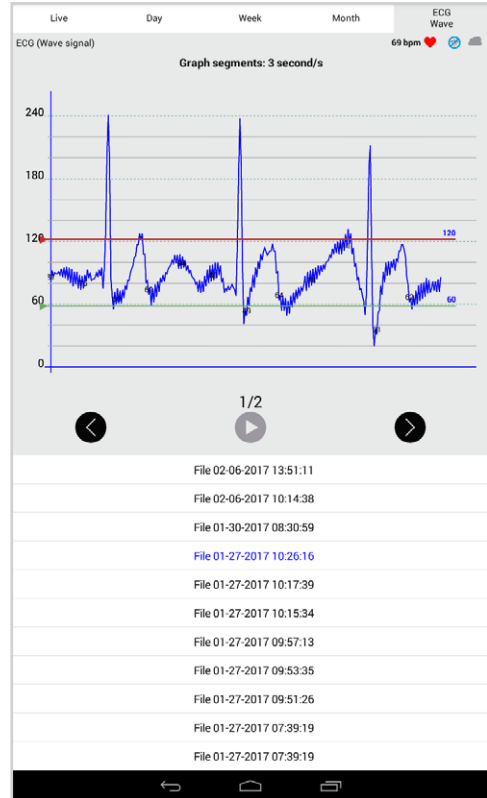 Live Day Week Month ECG
Wave
ECG (Wave signal) 69 bpm
Graph segments: 3 second/s
240
180
120 120
60 60
0
1/2
File 02-06-2017 13:51:11
File 02-06-2017 10:14:38
File 01-30-2017 08:30:59
File 01-27-2017 10:26:16
File 01-27-2017 10:17:39
File 01-27-2017 10:15:34
File 01-27-2017 09:57:13
File 01-27-2017 09:53:35
File 01-27-2017 09:51:26
File 01-27-2017 07:39:19
File 01-27-2017 07:39:19